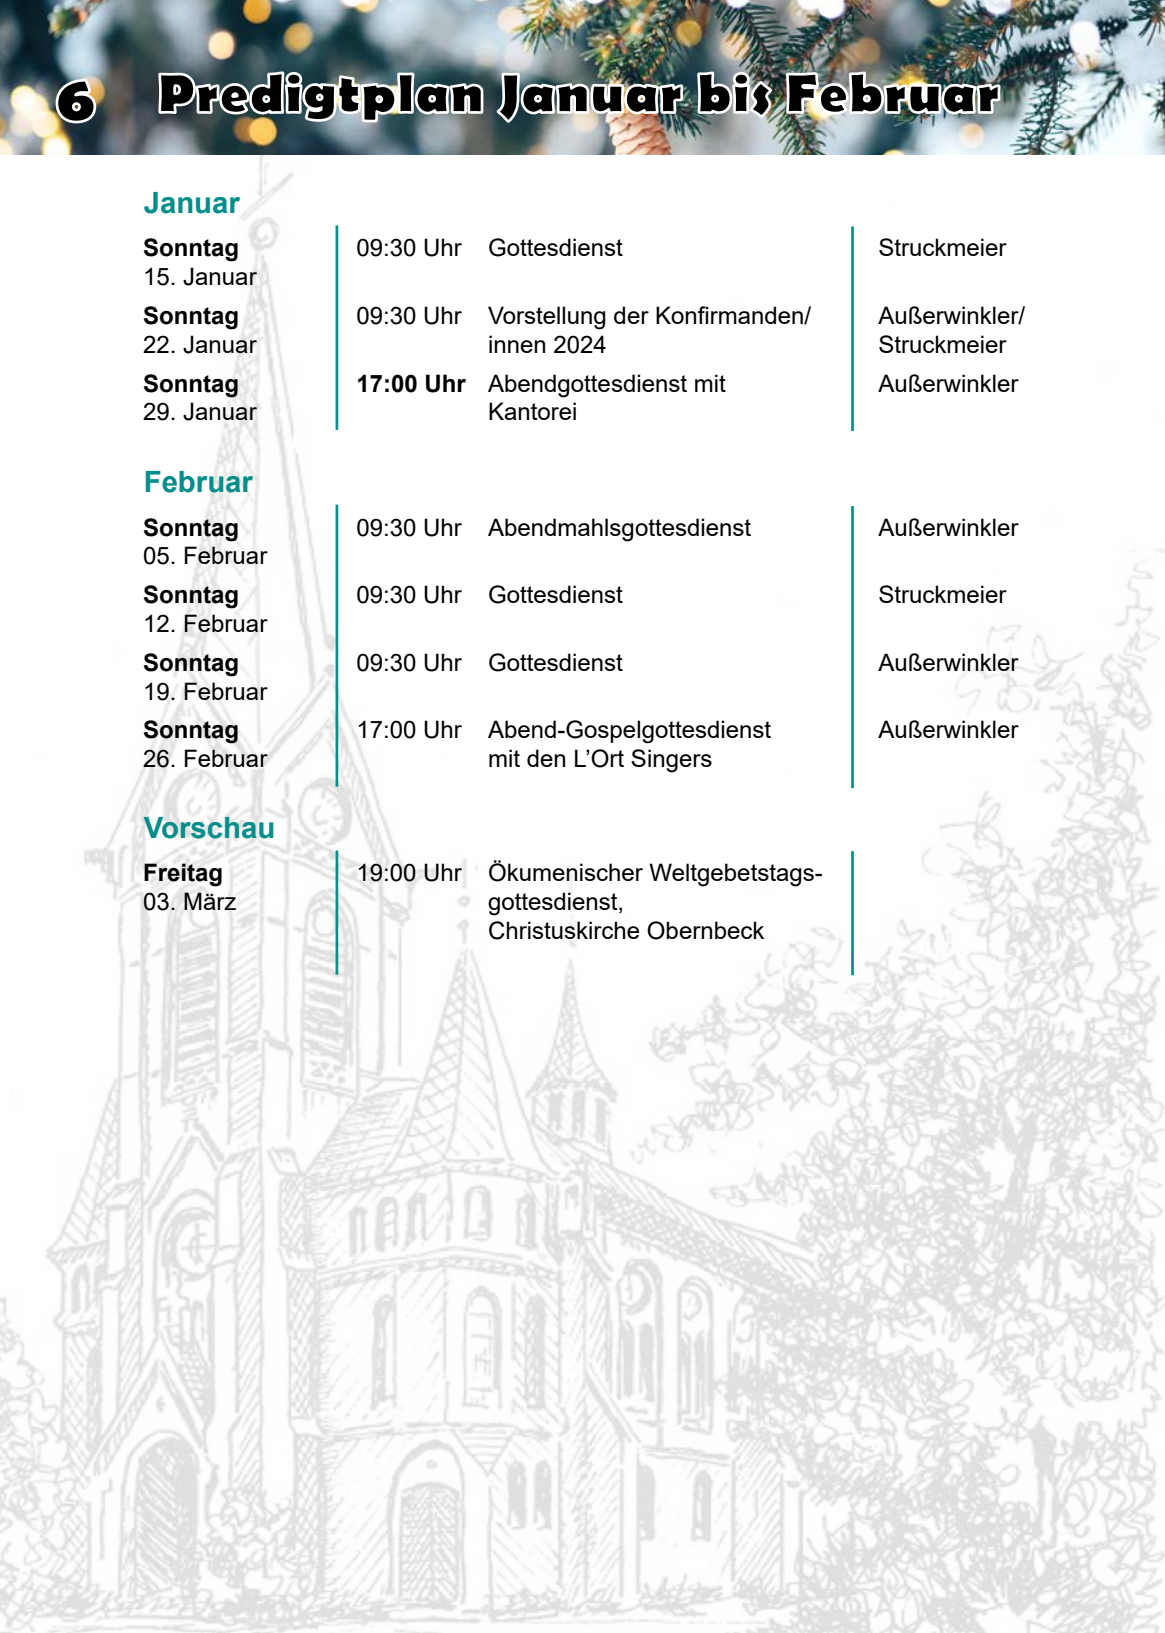 6 Predigtplan Januar bis Februar
Januar
Sonntag 09:30 Uhr Gottesdienst Struckmeier
15. Januar
Sonntag 09:30 Uhr Vorstellung der Konfirmanden/ Außerwinkler/
22. Januar innen 2024 Struckmeier
Sonntag 17:00 Uhr Abendgottesdienst mit Außerwinkler
29. Januar Kantorei
Februar
Sonntag 09:30 Uhr Abendmahlsgottesdienst Außerwinkler
05. Februar
Sonntag 09:30 Uhr Gottesdienst Struckmeier
12. Februar
Sonntag 09:30 Uhr Gottesdienst Außerwinkler
19. Februar
Sonntag 17:00 Uhr Abend-Gospelgottesdienst Außerwinkler
26. Februar mit den L’Ort Singers
Vorschau
Freitag 19:00 Uhr Ökumenischer Weltgebetstags-
03. März gottesdienst,
Christuskirche Obernbeck